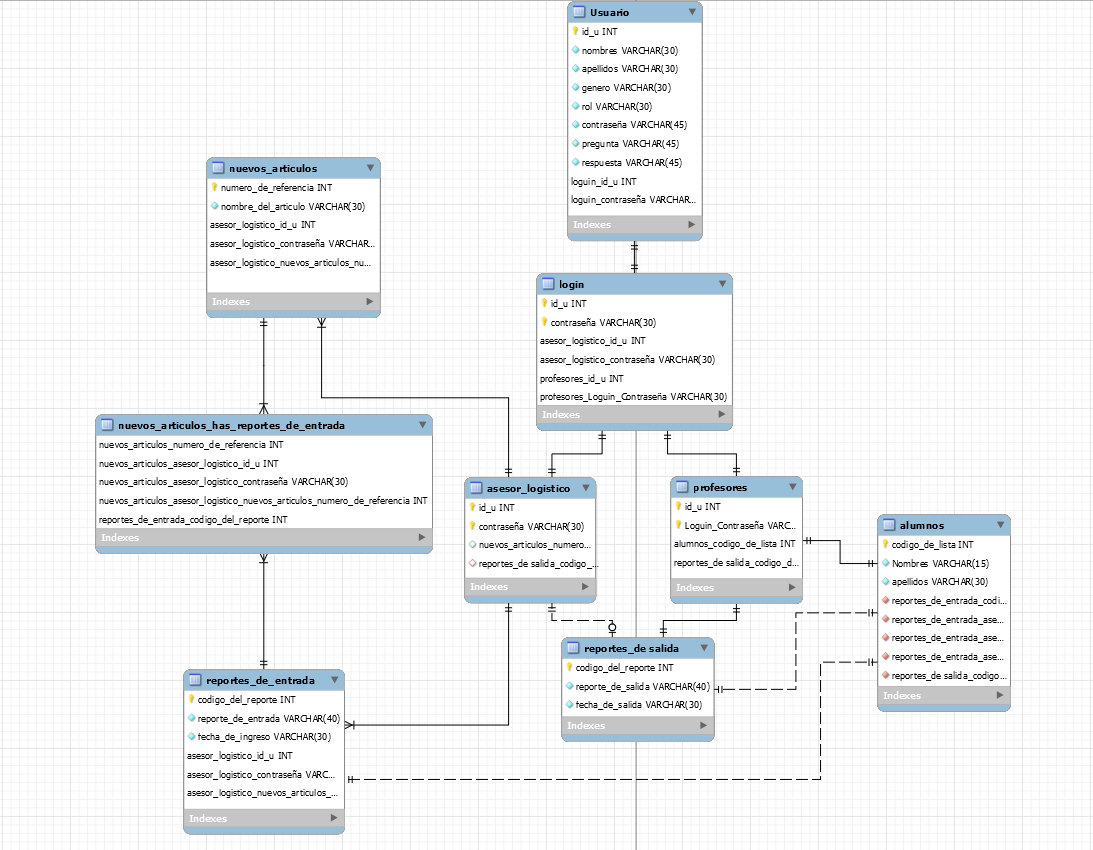 Usuario
id_u INT
nombres VARCHAR(30)
apellidos VARCHAR(30)
genero VARCHAR(30)
rol VARCHAR(30)
contraseña VARCHAR(45)
pregunta VARCHAR(45)
respuesta VARCHAR(45)
loguin_id_u INT
loguin_contraseña VARCHAR...
Indexes
nuevos_articulos
numero_de_referencia INT
nombre_del_articulo VARCHAR(30)
asesor_logistico_id_u INT
asesor_logistico_contraseña VARCHAR...
asesor_logistico_nuevos_articulos_nu...
Indexes
login
id_u INT
contraseña VARCHAR(30)
asesor_logistico_id_u INT
asesor_logistico_contraseña VARCHAR(30)
profesores_id_u INT
profesores_Loguin_Contraseña VARCHAR(30)
Indexes
nuevos_articulos_has_reportes_de_entrada
nuevos_articulos_numero_de_referencia INT
nuevos_articulos_asesor_logistico_id_u INT
nuevos_articulos_asesor_logistico_contraseña VARCHAR(30)
nuevos_articulos_asesor_logistico_nuevos_articulos_numero_de_referencia INT
reportes_de_entrada_codigo_del_reporte INT
Indexes
asesor_logistico
id_u INT
contraseña VARCHAR(30)
nuevos_articulos_numero...
reportes_de salida_codigo_...
Indexes
profesores
id_u INT
Loguin_Contraseña VARC...
alumnos_codigo_de_lista INT
reportes_de salida_codigo_d...
Indexes
alumnos
codigo_de_lista INT
Nombres VARCHAR(15)
apellidos VARCHAR(30)
reportes_de_entrada_codi...
reportes_de_entrada_ase...
reportes_de_entrada_ase...
reportes_de_entrada_ase...
reportes_de salida_codigo...
Indexes
reportes_de salida
codigo_del_reporte INT
reporte_de_salida VARCHAR(40)
fecha_de_salida VARCHAR(30)
Indexes
reportes_de_entrada
codigo_del_reporte INT
reporte_de_entrada VARCHAR(40)
fecha_de_ingreso VARCHAR(30)
asesor_logistico_id_u INT
asesor_logistico_contraseña VARC...
asesor_logistico_nuevos_articulos_...
Indexes